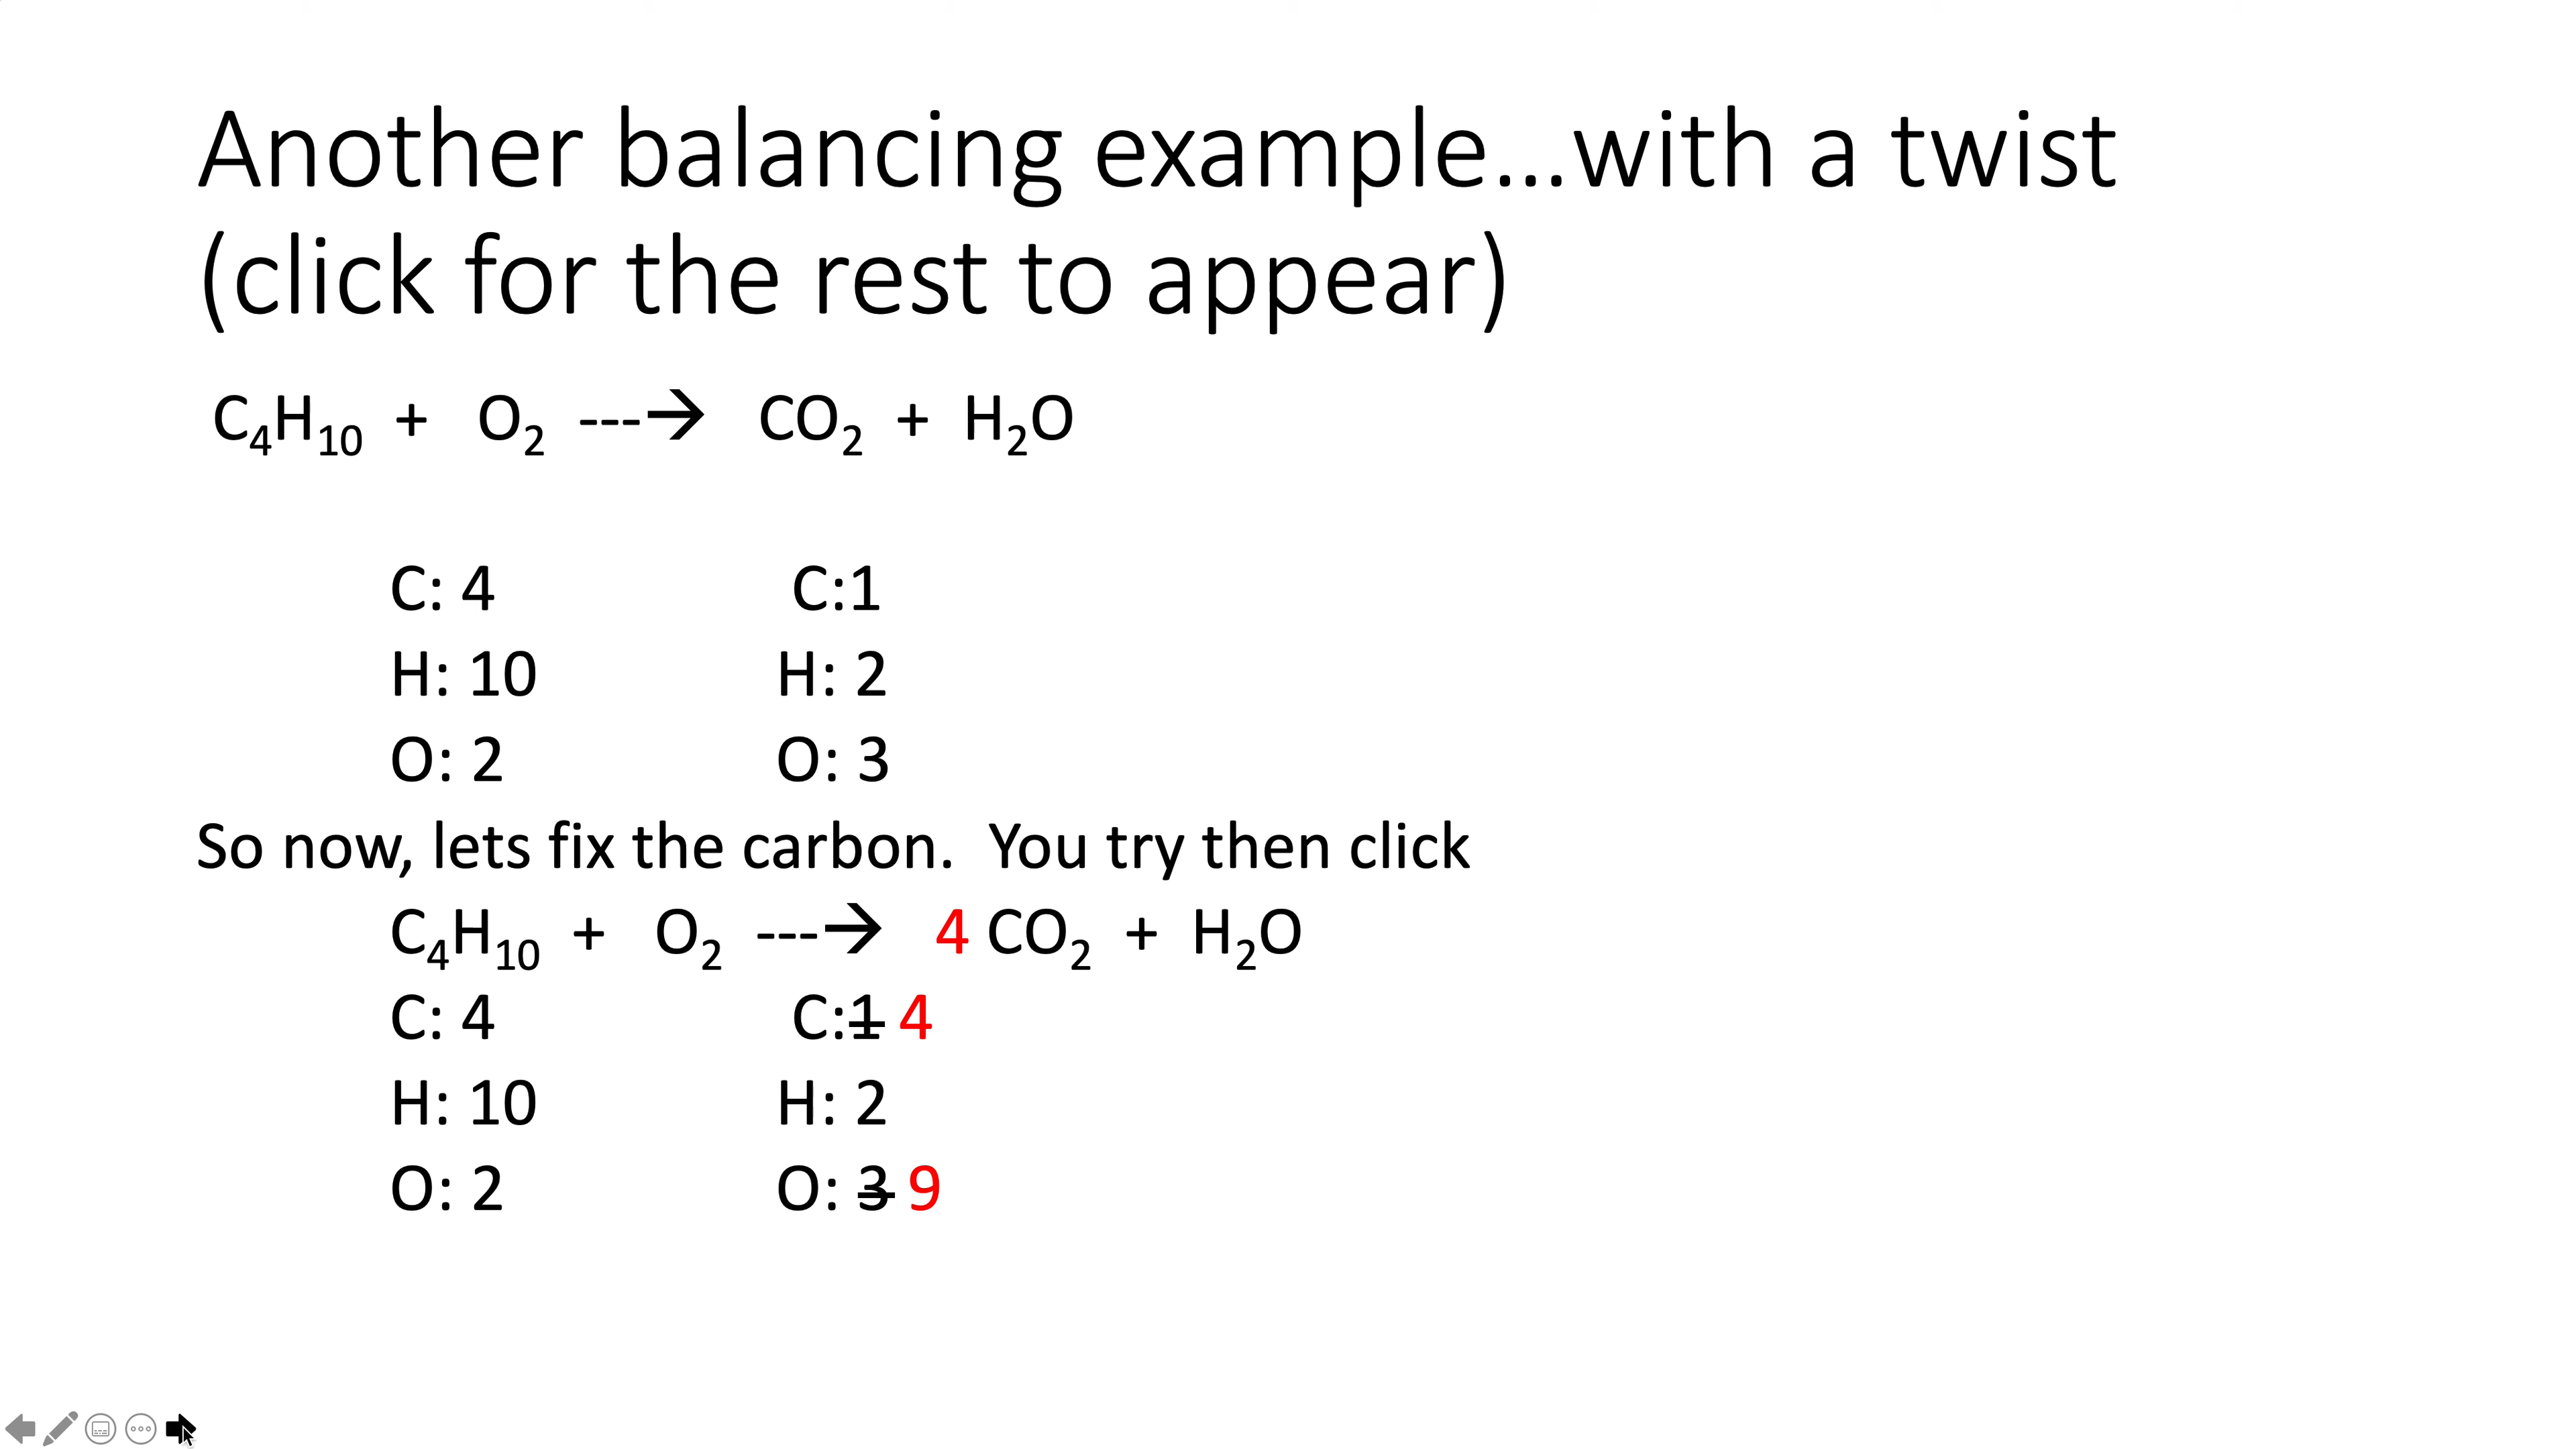 Another balancing example...with a twist
(click for the rest to appear)
C₄H₁₀ + O₂ ---→ CO₂ + H₂O
C: 4 C:1
H: 10 H: 2
O: 2 O: 3
So now, lets fix the carbon. You try then click
C₄H₁₀ + O₂ ---→ 4 CO₂ + H₂O
C: 4 C:1 4
H: 10 H: 2
O: 2 O: 3 9